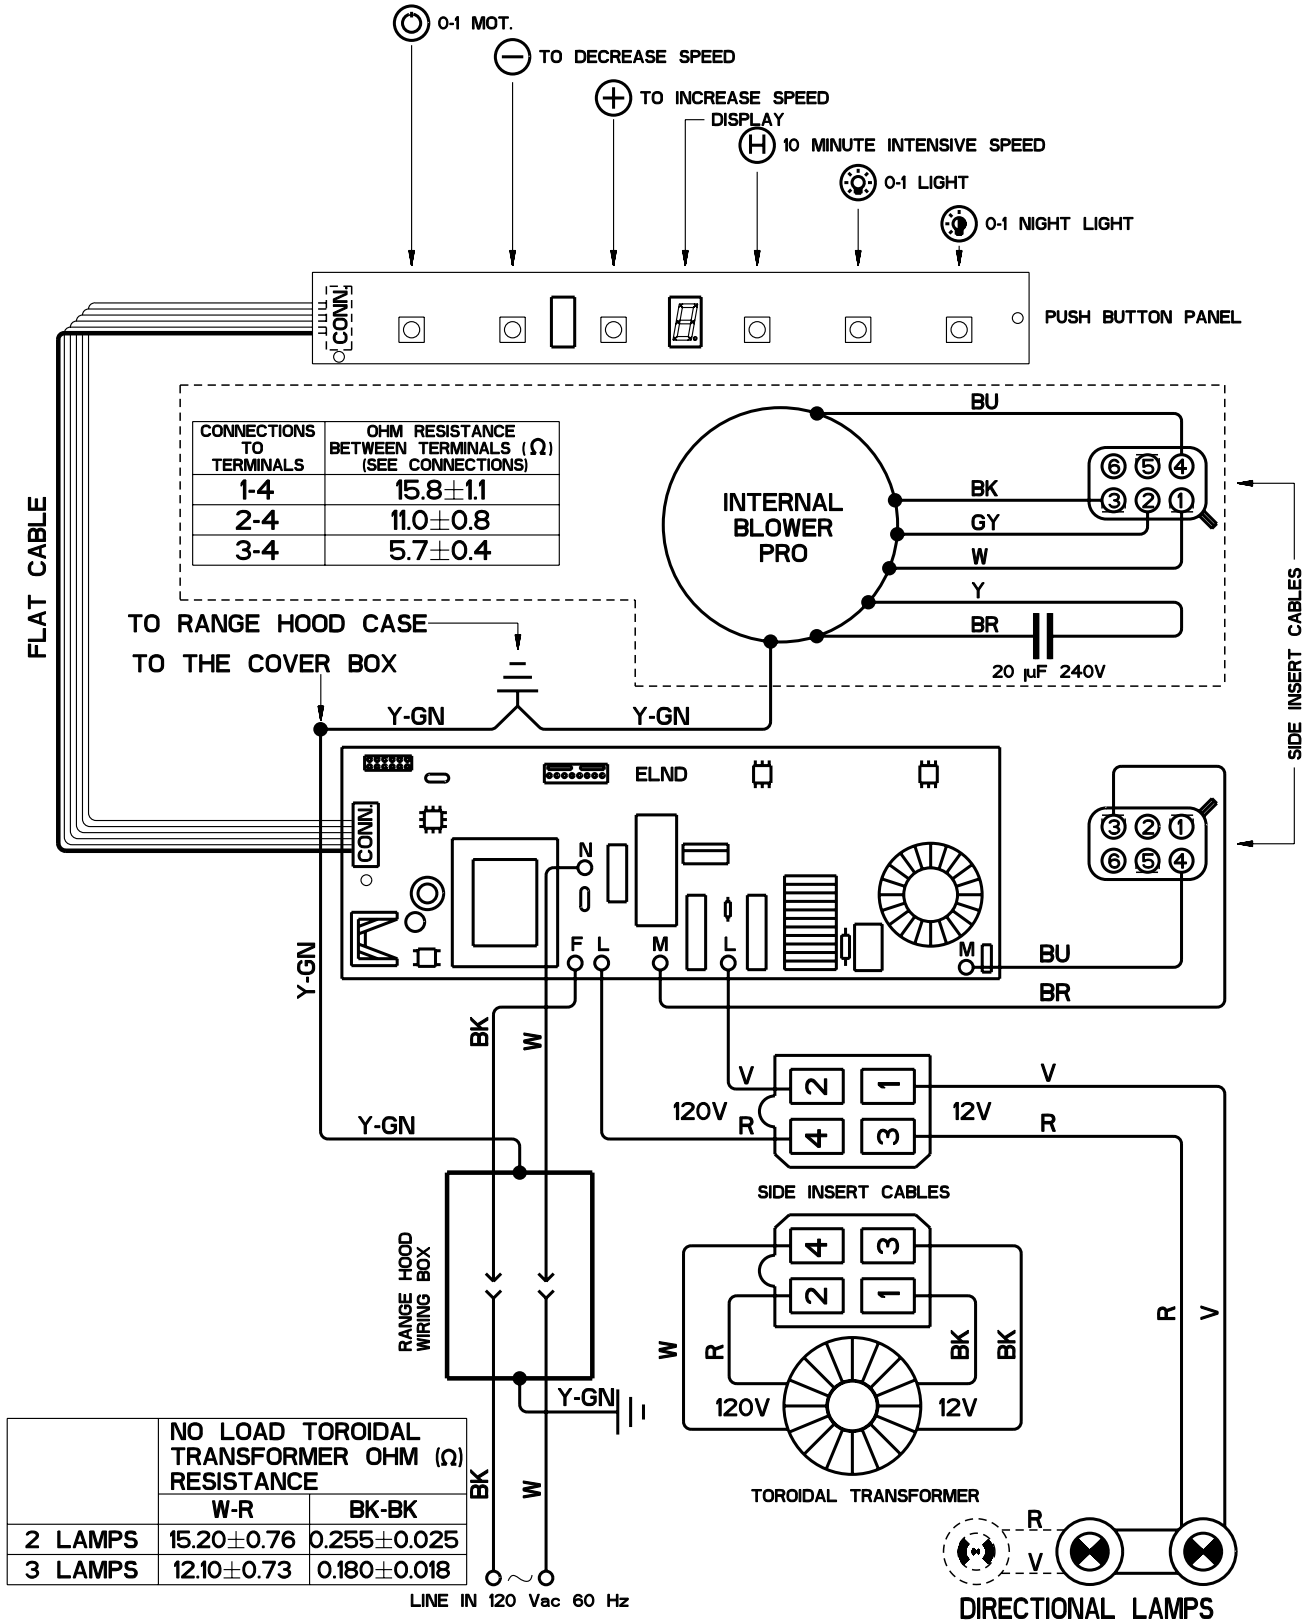 0-1 MOT.
TO DECREASE SPEED
TO INCREASE SPEED
DISPLAY
H 10 MINUTE INTENSIVE SPEED
0-1 LIGHT
0-1 NIGHT LIGHT
CONN.
8.
PUSH BUTTON PANEL
FLAT CABLE
CONNECTIONS TO TERMINALS
OHM RESISTANCE BETWEEN TERMINALS (Ω) (SEE CONNECTIONS)
1-4 15.8±1.1
2-4 11.0±0.8
3-4 5.7±0.4
INTERNAL
BLOWER
PRO
BU
BK
GY
W
Y
BR
20 µF 240V
6 5 4
3 2 1
SIDE INSERT CABLES
TO RANGE HOOD CASE
TO THE COVER BOX
Y-GN
Y-GN
ELND
CONN.
N
F L M L
M
3 2 1
6 5 4
BU
BR
Y-GN
BK
W
Y-GN
V
R
120V
2 1
4 3
12V
V
R
SIDE INSERT CABLES
RANGE HOOD
WIRING BOX
4 3
2 1
W
R
BK
BK
120V
12V
TOROIDAL TRANSFORMER
R
V
Y-GN
BK
W
NO LOAD TOROIDAL
TRANSFORMER OHM (Ω)
RESISTANCE
W-R BK-BK
2 LAMPS 15.20±0.76 0.255±0.025
3 LAMPS 12.10±0.73 0.180±0.018
LINE IN 120 Vac 60 Hz
R
V
DIRECTIONAL LAMPS